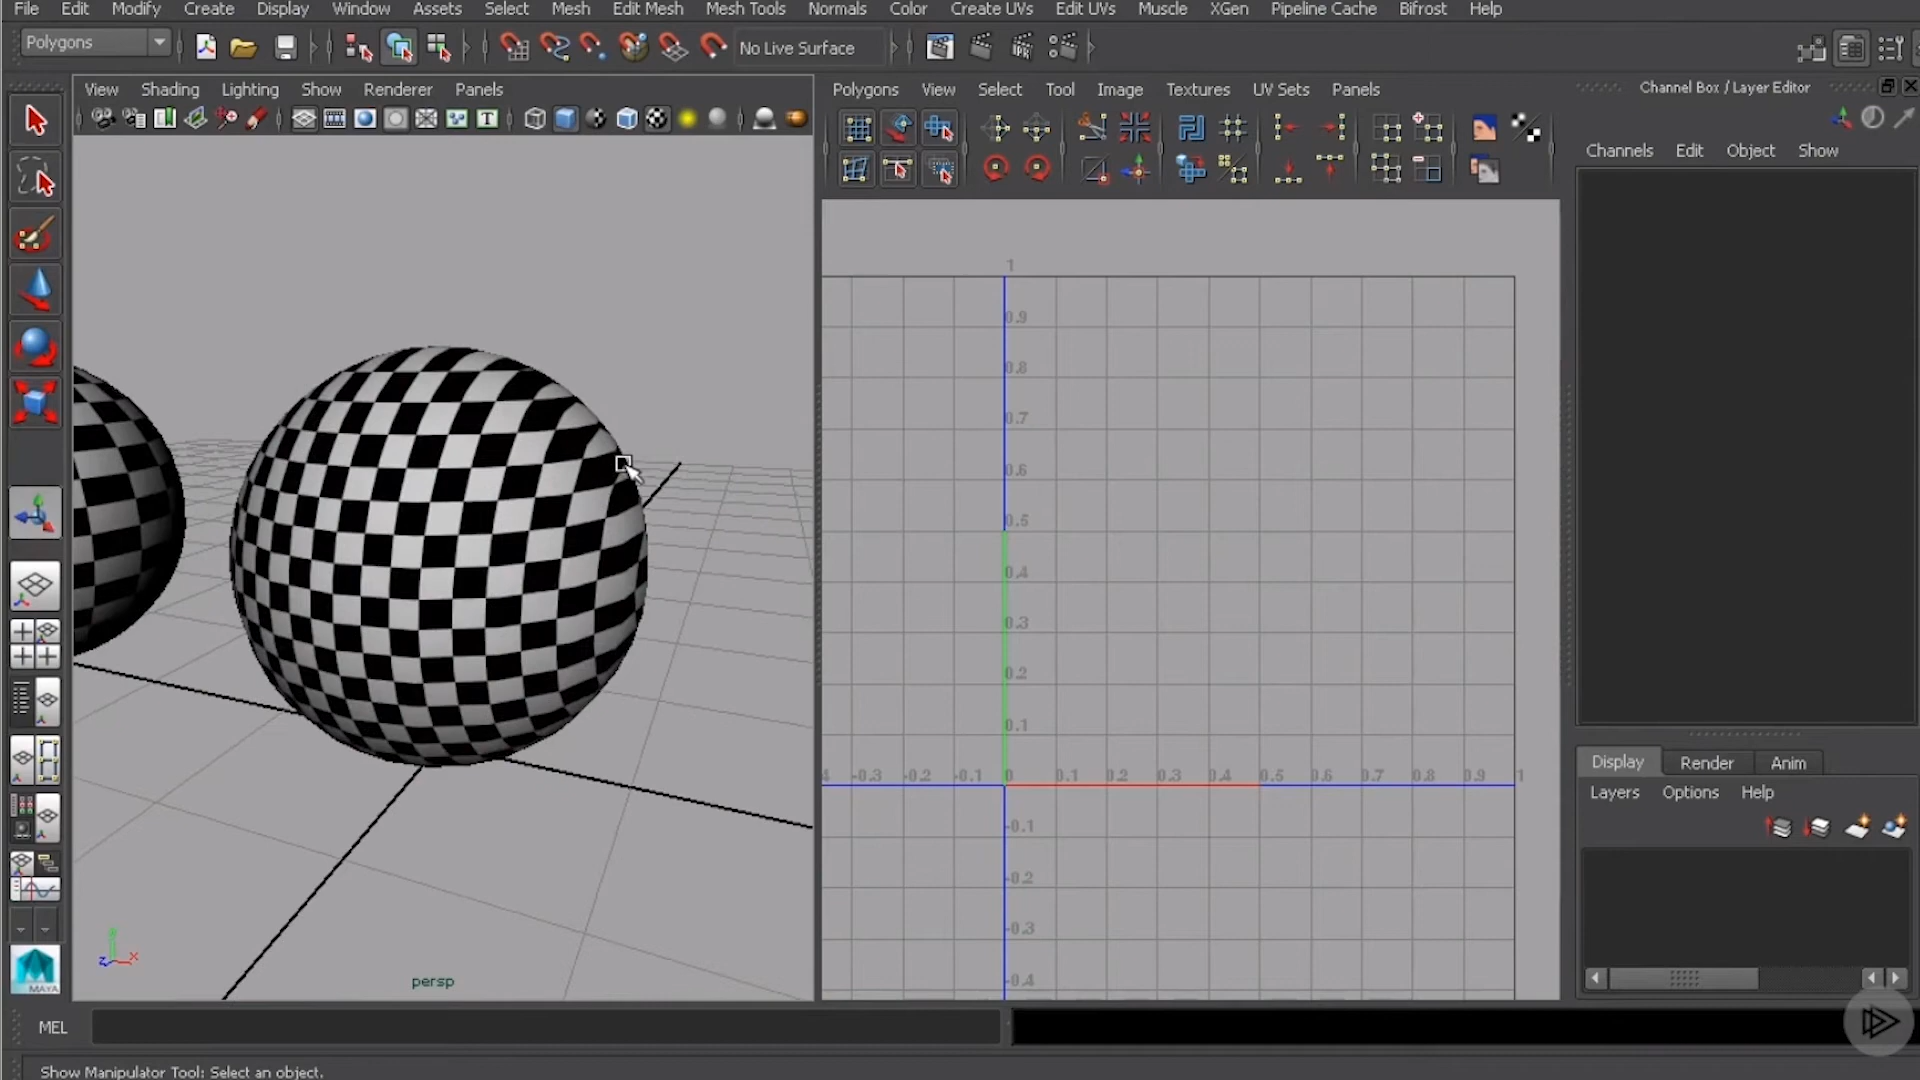 File Edit Modify Create Display Window Assets Select Mesh Edit Mesh Mesh Tools Normals Color Create UVs Edit UVs Muscle XGen Pipeline Cache Bifrost Help
Polygons No Live Surface
View Shading Lighting Show Renderer Panels
Polygons View Select Tool Image Textures UV Sets Panels
Channel Box / Layer Editor
Channels Edit Object Show
1
0.9
0.8
0.7
0.6
0.5
0.4
0.3
0.2
0.1
4 -0.3 -0.2 -0.1 0 0.1 0.2 0.3 0.4 0.5 0.6 0.7 0.8 0.9 1
-0.1
-0.2
-0.3
-0.4
Display Render Anim
Layers Options Help
z x
persp
MAYA
MEL
Show Manipulator Tool: Select an object.